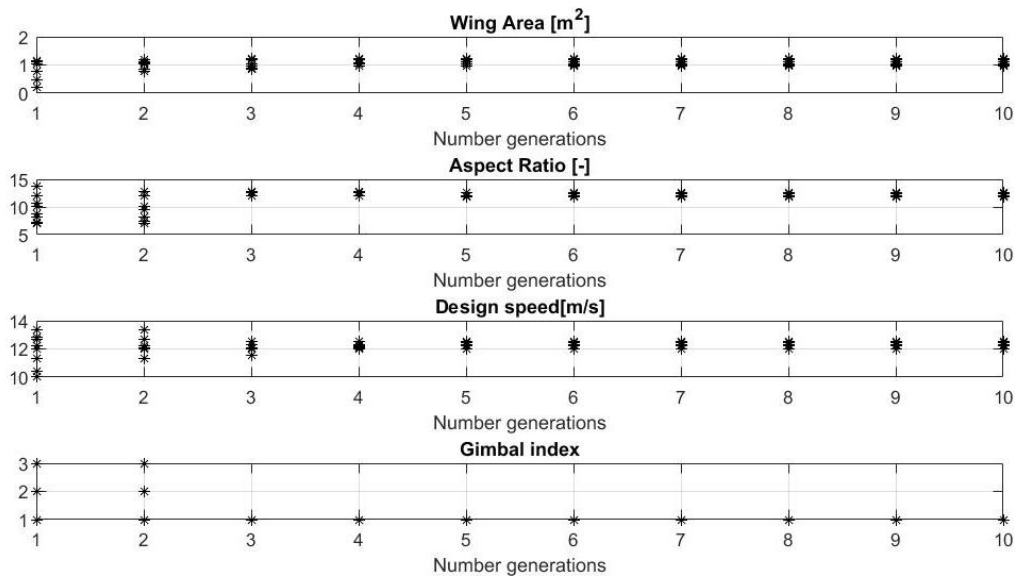 Wing Area [m²]
2
1
0
1 2 3 4 5 6 7 8 9 10
Number generations
Aspect Ratio [-]
15
10
5
1 2 3 4 5 6 7 8 9 10
Number generations
Design speed[m/s]
14
12
10
1 2 3 4 5 6 7 8 9 10
Number generations
Gimbal index
3
2
1
1 2 3 4 5 6 7 8 9 10
Number generations